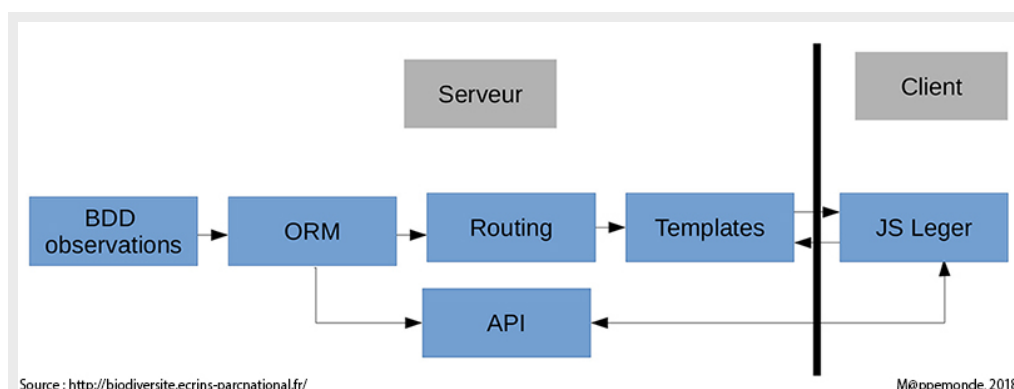 Serveur
Client
BDD
observations
ORM
Routing
Templates
JS Leger
API
Source : http://biodiversite.ecrins-parcnational.fr/
M@ppemonde, 2018